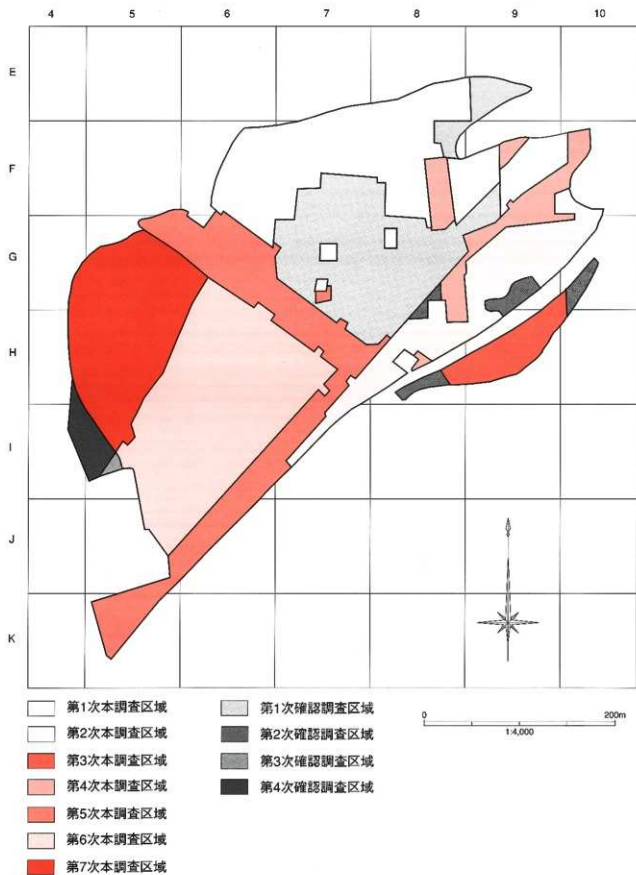 4 5 6 7 8 9 10
E
F
G
H
I
J
K
第1次本調査区域
第2次本調査区域
第3次本調査区域
第4次本調査区域
第5次本調査区域
第6次本調査区域
第7次本調査区域
第1次確認調査区域
第2次確認調査区域
第3次確認調査区域
第4次確認調査区域
0 200m
1:4,000